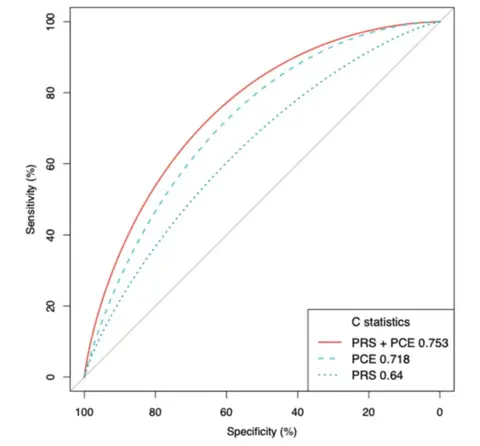 100
80
60
40
20
0
Sensitivity (%)
C statistics
PRS + PCE 0.753
PCE 0.718
PRS 0.64
100 80 60 40 20 0
Specificity (%)